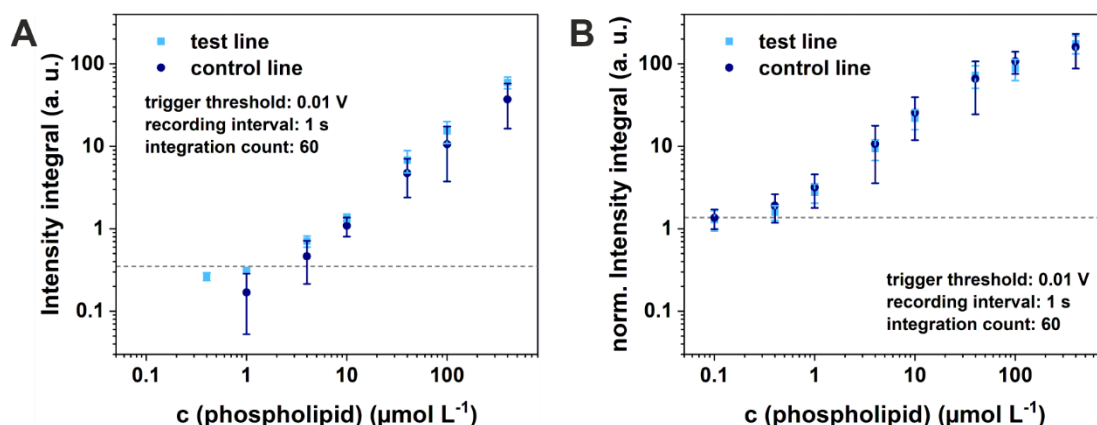 A
test line
control line
trigger threshold: 0.01 V
recording interval: 1 s
integration count: 60
Intensity integral (a. u.)
100
10
1
0.1
0.1 1 10 100
c (phospholipid) (µmol L⁻¹)
B
test line
control line
norm. Intensity integral (a. u.)
100
10
1
0.1
trigger threshold: 0.01 V
recording interval: 1 s
integration count: 60
0.1 1 10 100
c (phospholipid) (µmol L⁻¹)